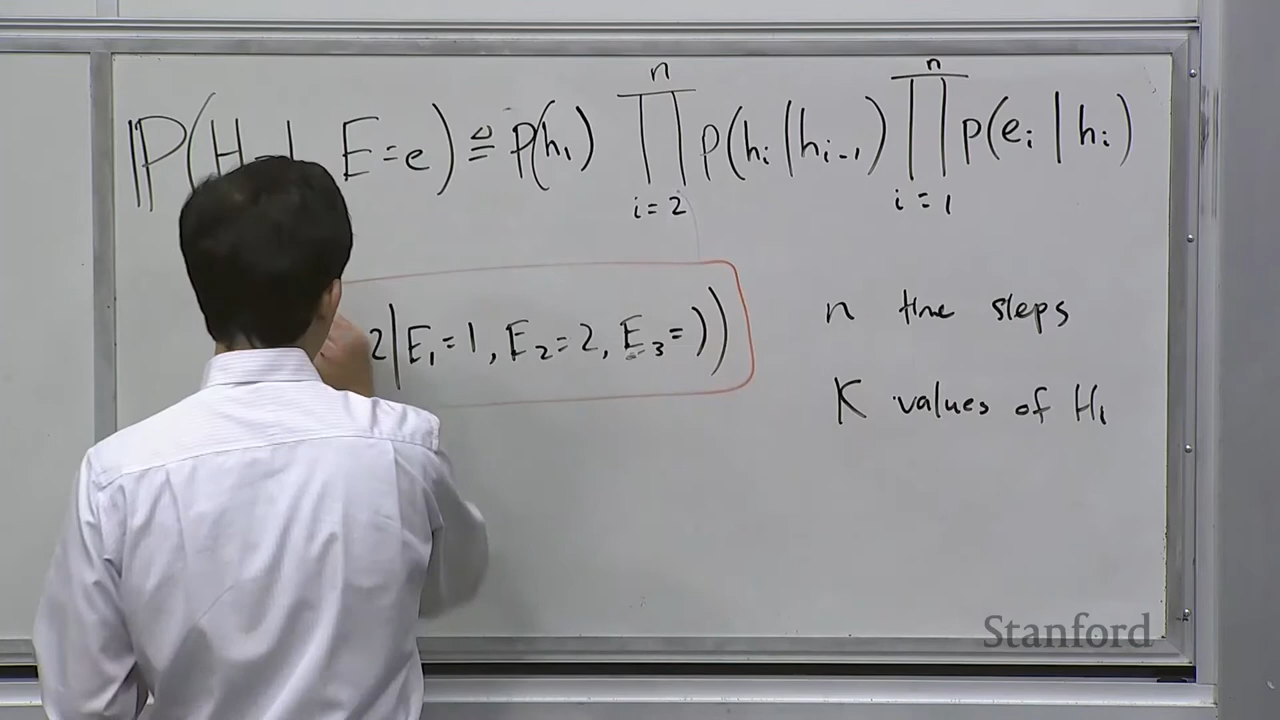 ℙ(H E=e) ≜ p(h₁) ∏ᵢ₌₂ⁿ p(hᵢ|hᵢ₋₁) ∏ᵢ₌₁ⁿ p(eᵢ|hᵢ)
2|E₁=1, E₂=2, E₃=))
n time steps
K values of Hᵢ
Stanford